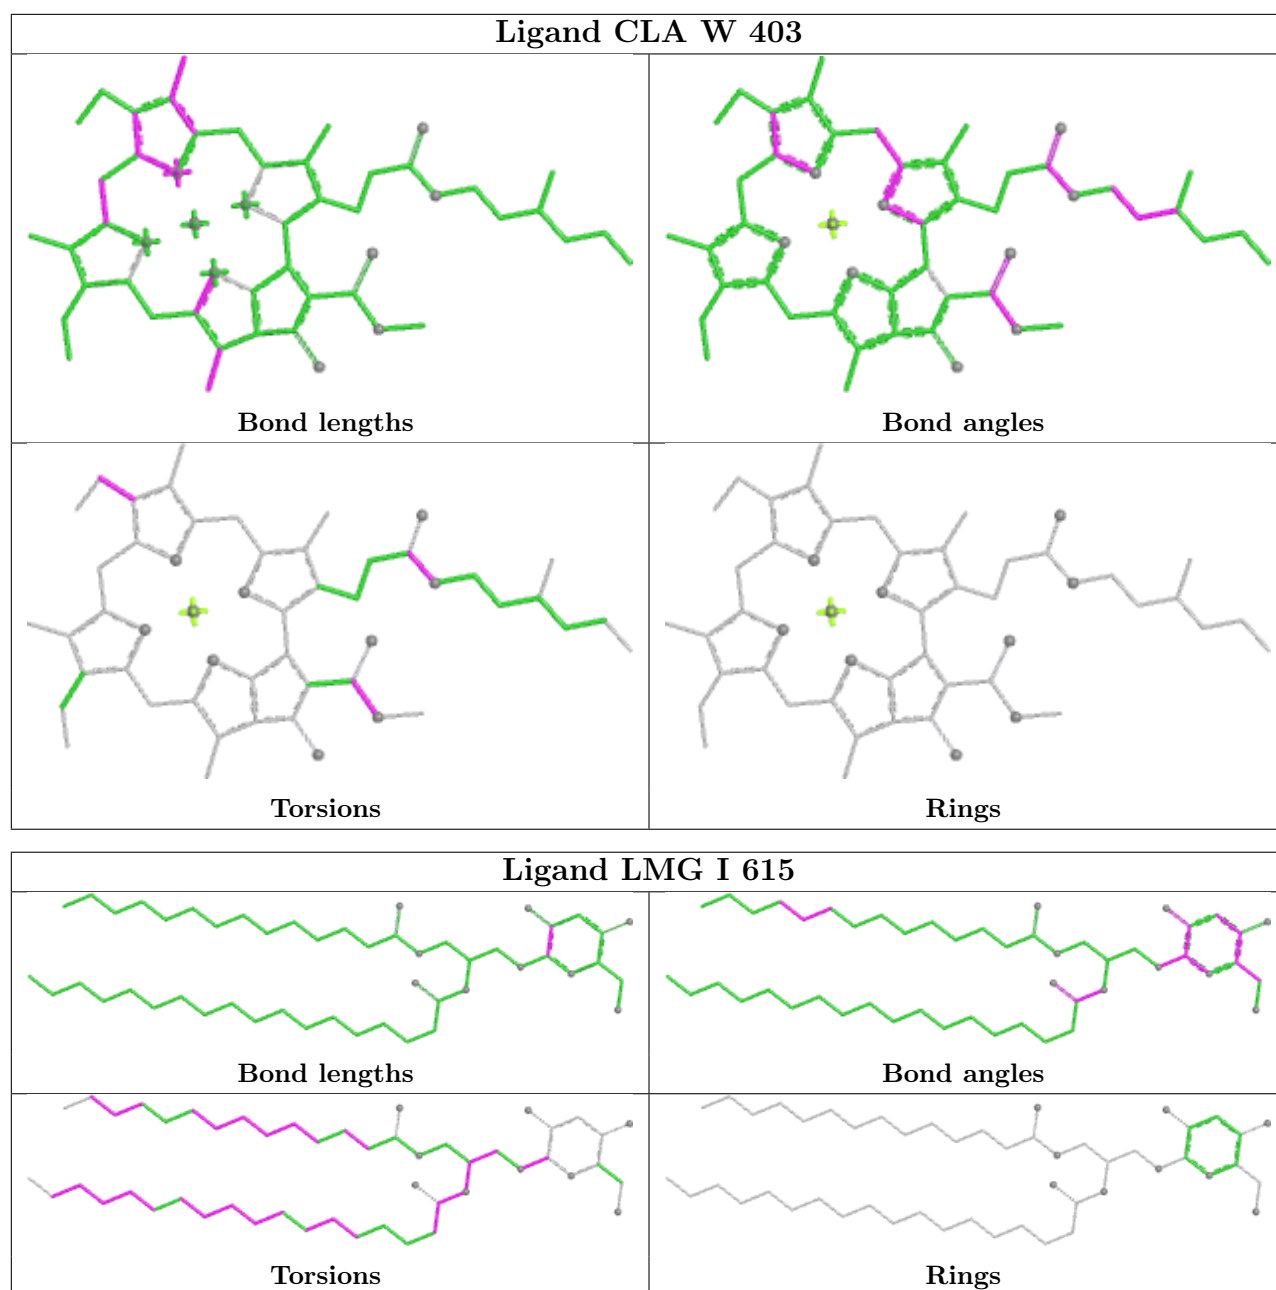 Ligand CLA W 403
Bond lengths
Bond angles
Torsions
Rings
Ligand LMG I 615
Bond lengths
Bond angles
Torsions
Rings